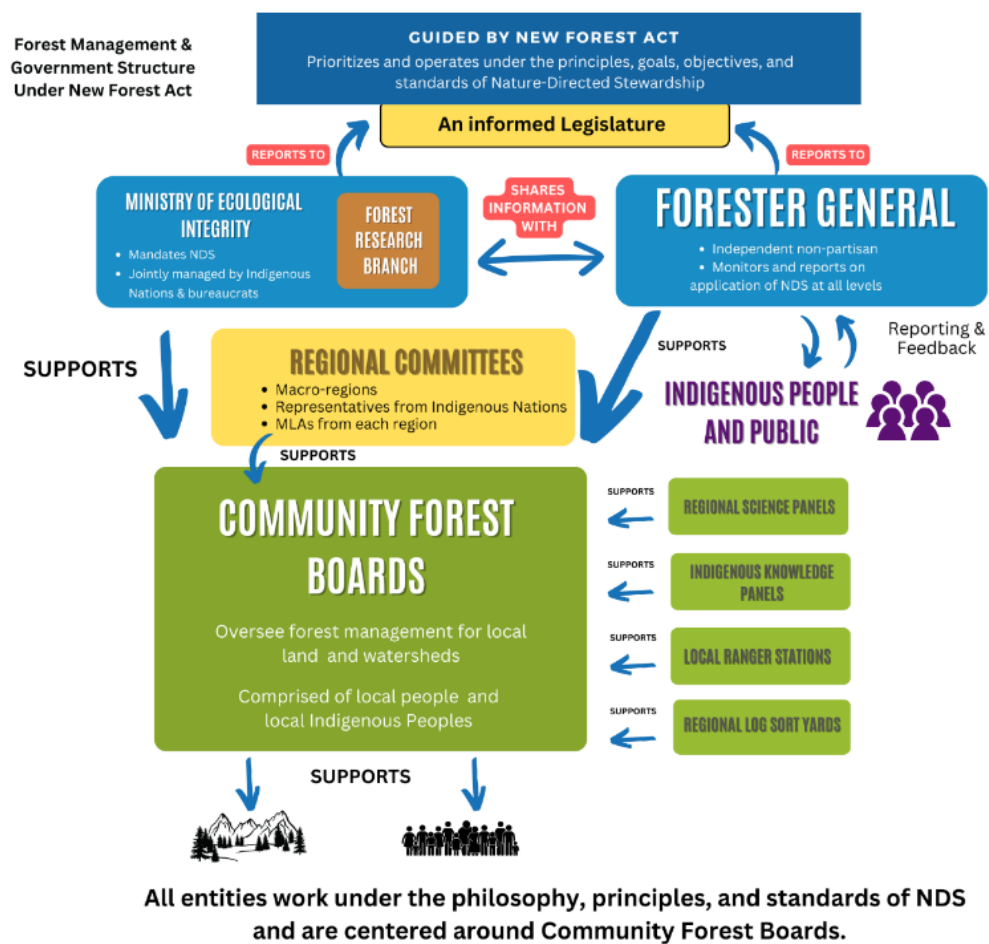 Forest Management &
Government Structure
Under New Forest Act
GUIDED BY NEW FOREST ACT
Prioritizes and operates under the principles, goals, objectives, and
standards of Nature-Directed Stewardship
An informed Legislature
REPORTS TO
REPORTS TO
MINISTRY OF ECOLOGICAL
INTEGRITY
• Mandates NDS
• Jointly managed by Indigenous
Nations & bureaucrats
FOREST
RESEARCH
BRANCH
SHARES
INFORMATION
WITH
FORESTER GENERAL
• Independent non-partisan
• Monitors and reports on
application of NDS at all levels
SUPPORTS
REGIONAL COMMITTEES
• Macro-regions
• Representatives from Indigenous Nations
• MLAs from each region
SUPPORTS
SUPPORTS
Reporting &
Feedback
INDIGENOUS PEOPLE
AND PUBLIC
COMMUNITY FOREST
BOARDS
Oversee forest management for local
land and watersheds
Comprised of local people and
local Indigenous Peoples
SUPPORTS
REGIONAL SCIENCE PANELS
SUPPORTS
INDIGENOUS KNOWLEDGE
PANELS
SUPPORTS
LOCAL RANGER STATIONS
SUPPORTS
REGIONAL LOG SORT YARDS
SUPPORTS
All entities work under the philosophy, principles, and standards of NDS
and are centered around Community Forest Boards.